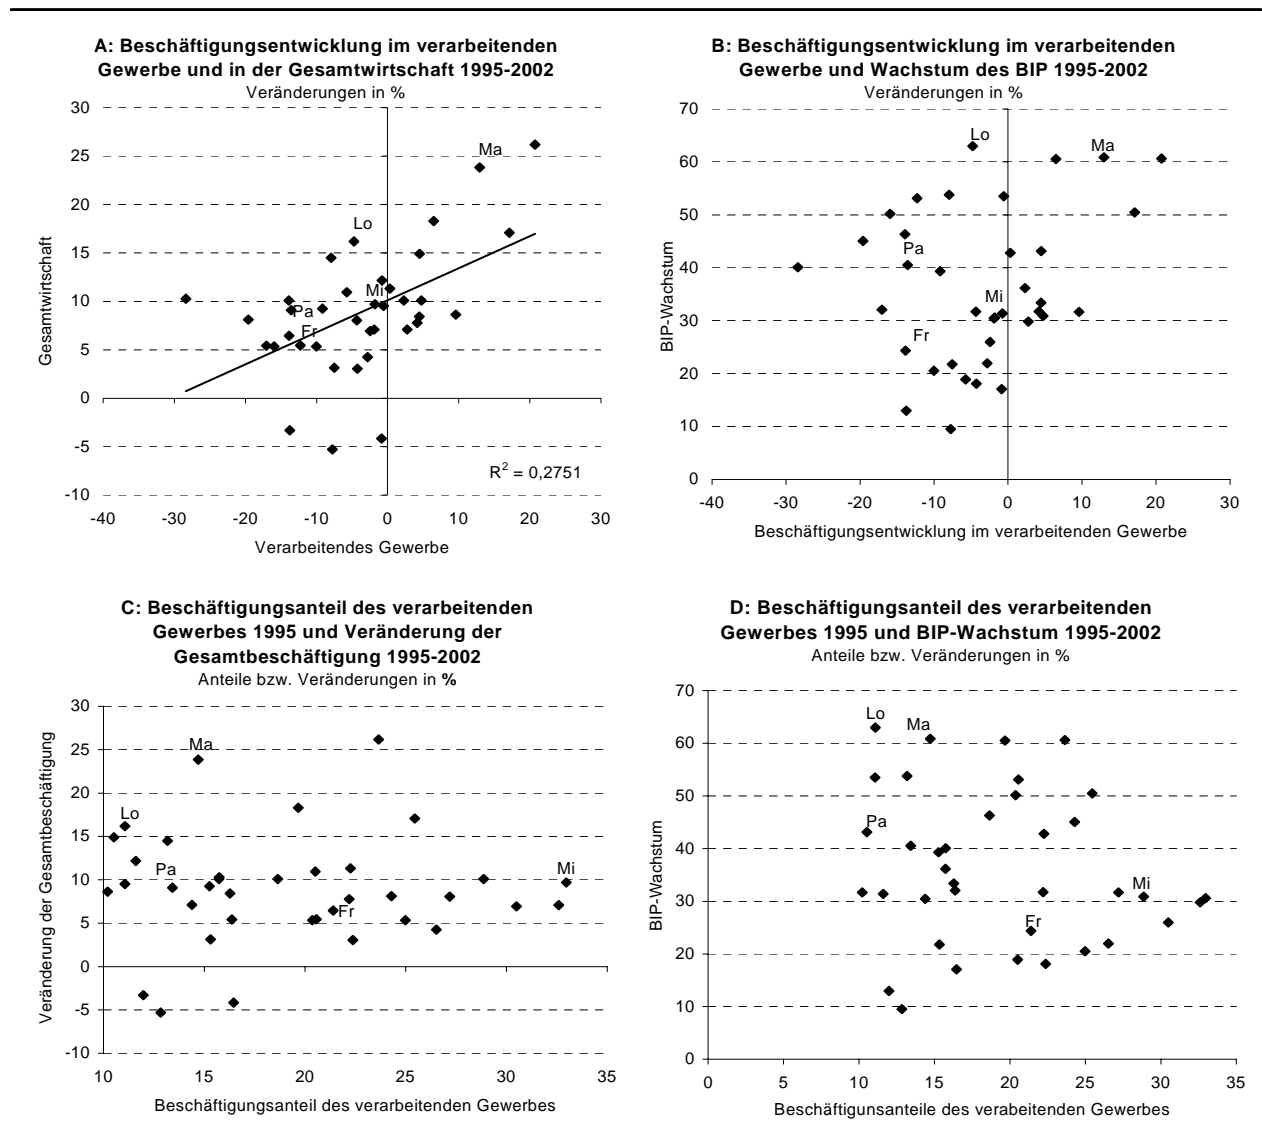 A: Beschäftigungsentwicklung im verarbeitenden
Gewerbe und in der Gesamtwirtschaft 1995-2002
Veränderungen in %
30
25
20
15
10
5
0
-5
-10
Gesamtwirtschaft
Ma
Lo
Mi
Pa
Fr
R² = 0,2751
-40 -30 -20 -10 0 10 20 30
Verarbeitendes Gewerbe
B: Beschäftigungsentwicklung im verarbeitenden
Gewerbe und Wachstum des BIP 1995-2002
Veränderungen in %
70
60
50
40
30
20
10
0
BIP-Wachstum
Lo
Ma
Pa
Mi
Fr
-40 -30 -20 -10 0 10 20 30
Beschäftigungsentwicklung im verarbeitenden Gewerbe
C: Beschäftigungsanteil des verarbeitenden
Gewerbes 1995 und Veränderung der
Gesamtbeschäftigung 1995-2002
Anteile bzw. Veränderungen in %
30
25
20
15
10
5
0
-5
-10
Veränderung der Gesamtbeschäftigung
Ma
Lo
Pa
Mi
Fr
10 15 20 25 30 35
Beschäftigungsanteil des verarbeitenden Gewerbes
D: Beschäftigungsanteil des verarbeitenden
Gewerbes 1995 und BIP-Wachstum 1995-2002
Anteile bzw. Veränderungen in %
70
60
50
40
30
20
10
0
BIP-Wachstum
Lo
Ma
Pa
Mi
Fr
0 5 10 15 20 25 30 35
Beschäftigunsanteile des verabeitenden Gewerbes